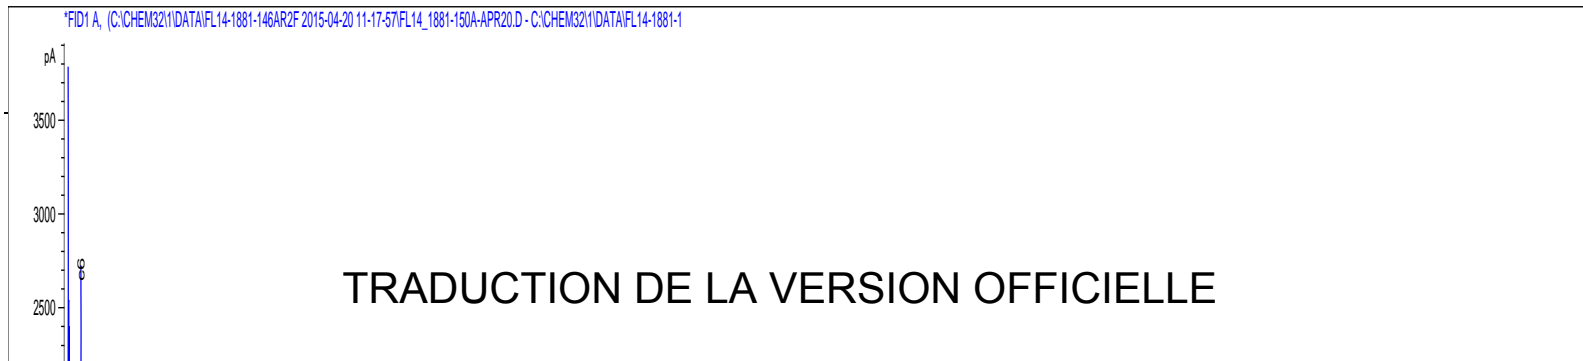 *FID1 A, (C:\CHEM32\1\DATA\FL14-1881-146AR2F 2015-04-20 11-17-57\FL14_1881-150A-APR20.D - C:\CHEM32\1\DATA\FL14-1881-1
pA
3500
3000
C6
TRADUCTION DE LA VERSION OFFICIELLE
2500